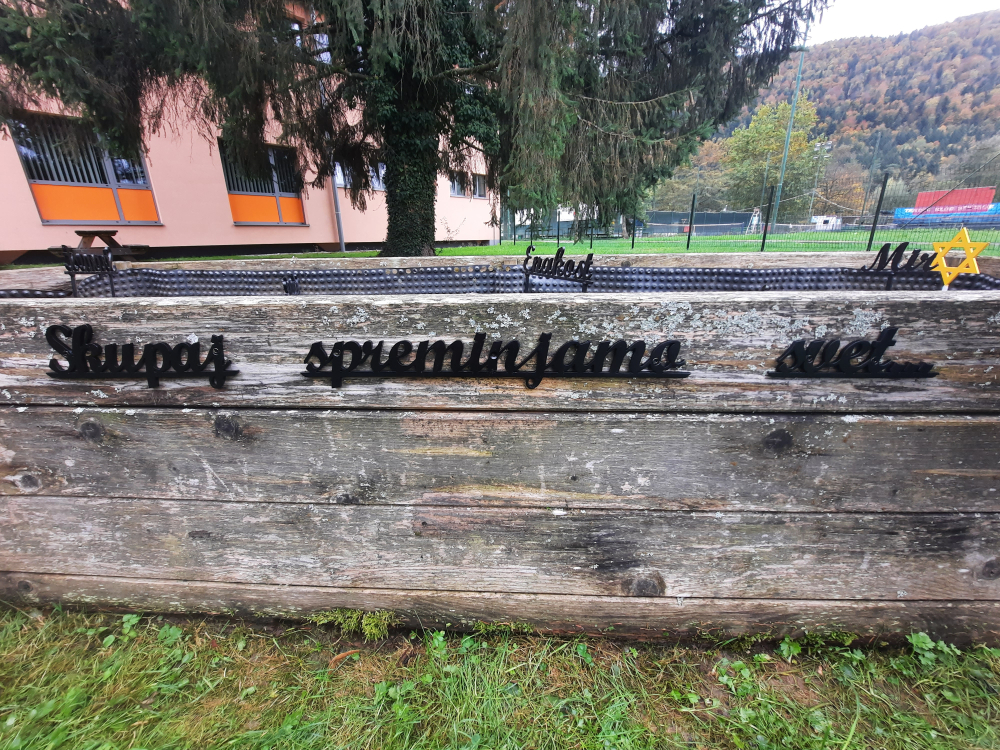 Enakost
Mir
Skupaj spreminjamo svet